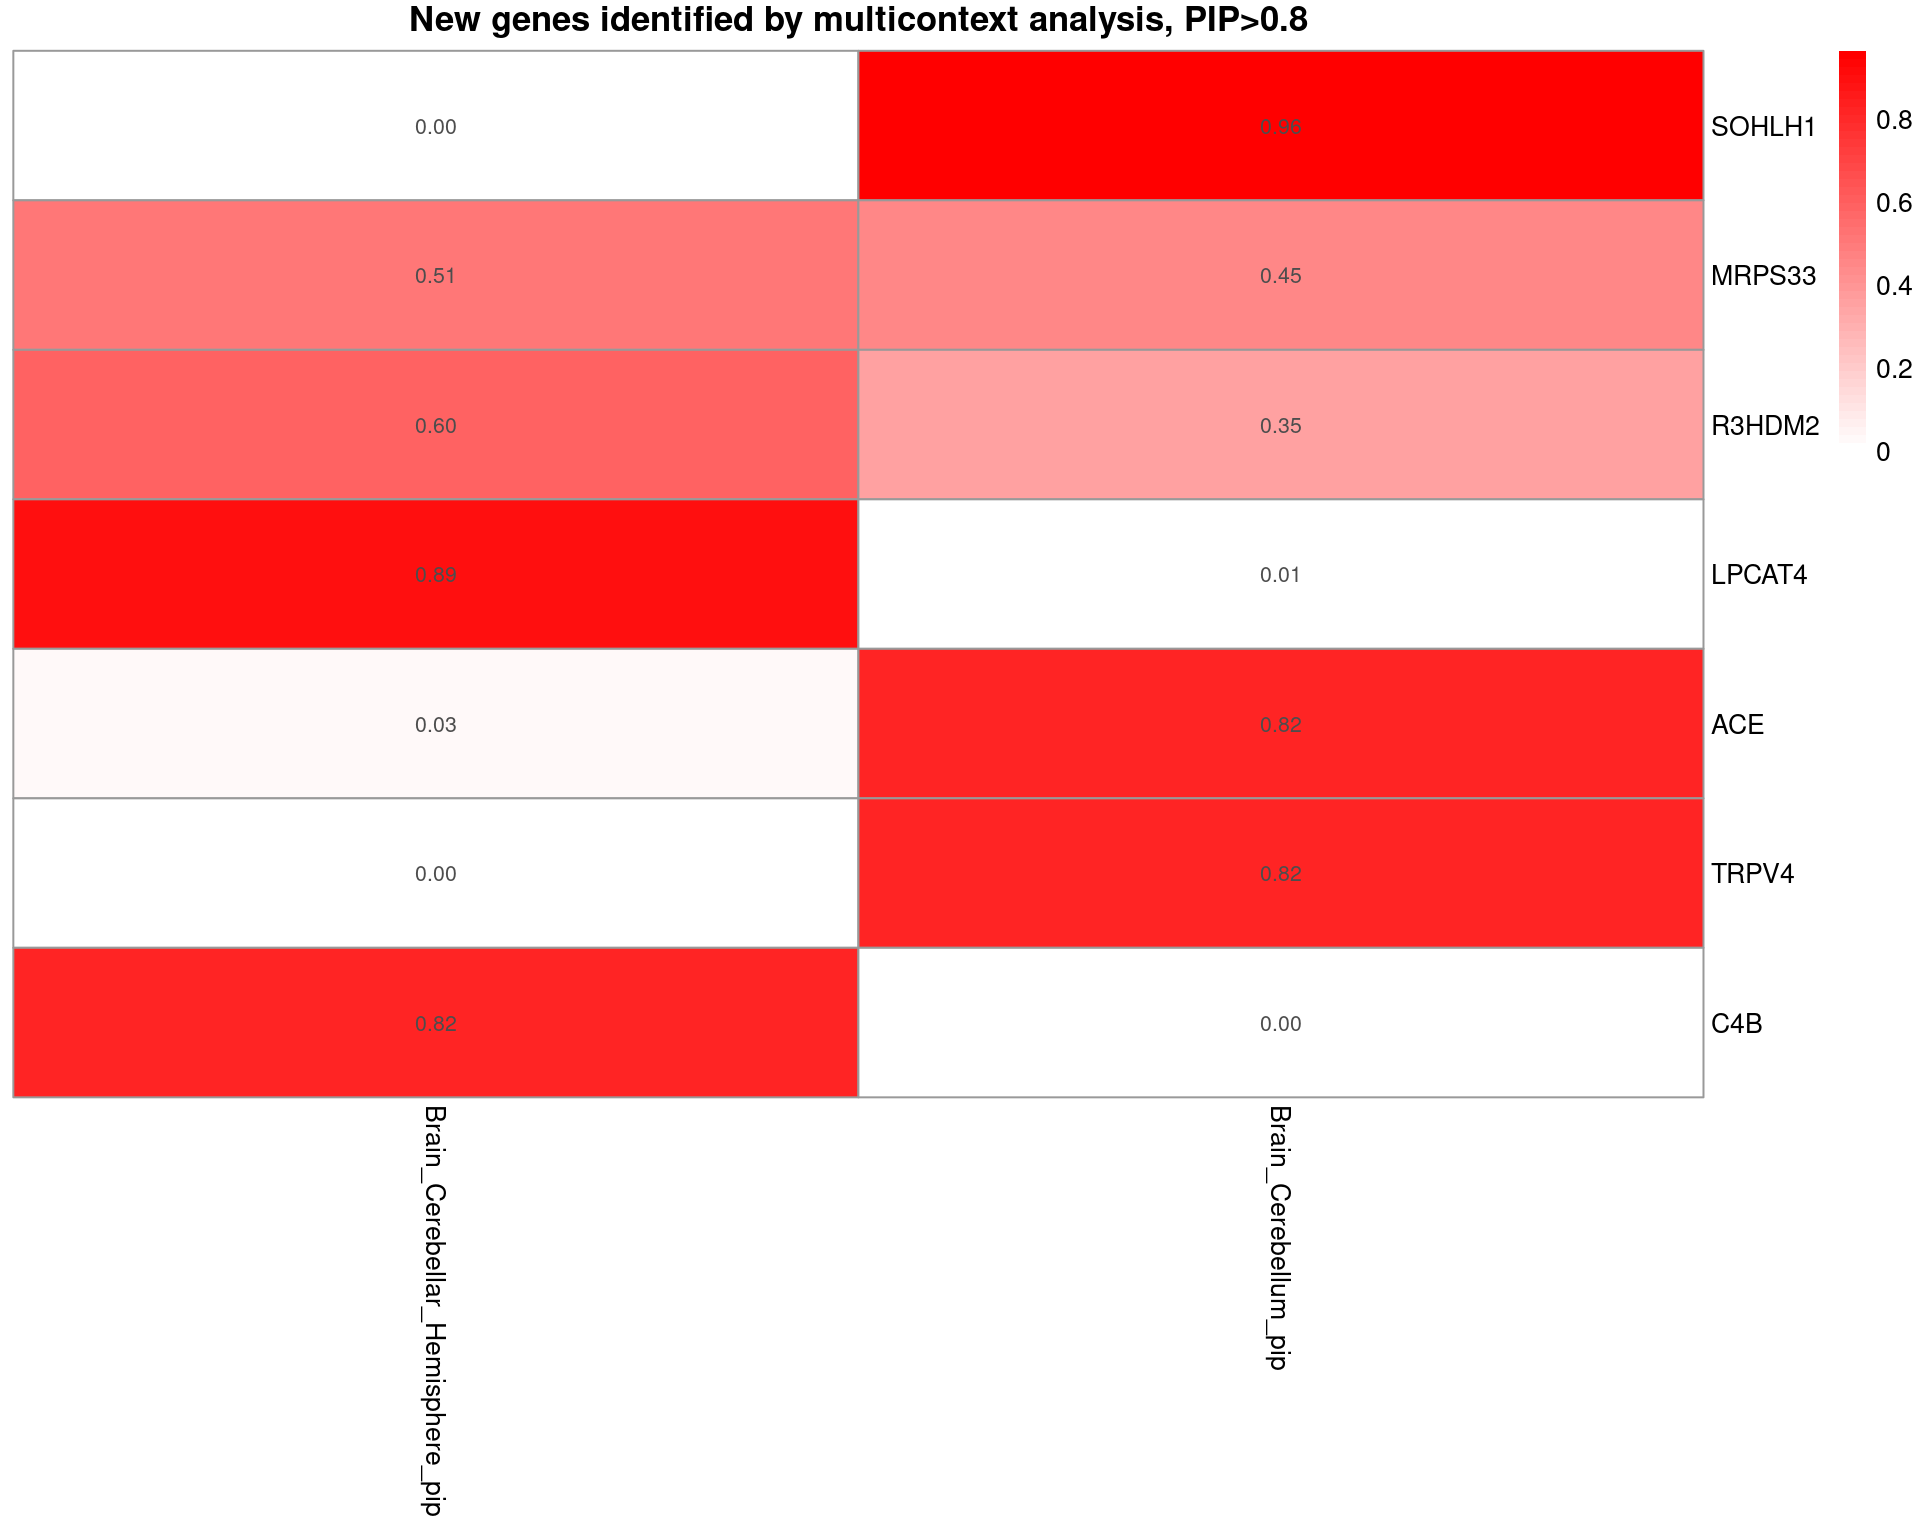 New genes identified by multicontext analysis, PIP>0.8
0.00
0.96
SOHLH1
0.51
0.45
MRPS33
0.60
0.35
R3HDM2
0.89
0.01
LPCAT4
0.03
0.82
ACE
0.00
0.82
TRPV4
0.82
0.00
C4B
0.8
0.6
0.4
0.2
0
Brain_Cerebellar_Hemisphere_pip
Brain_Cerebellum_pip